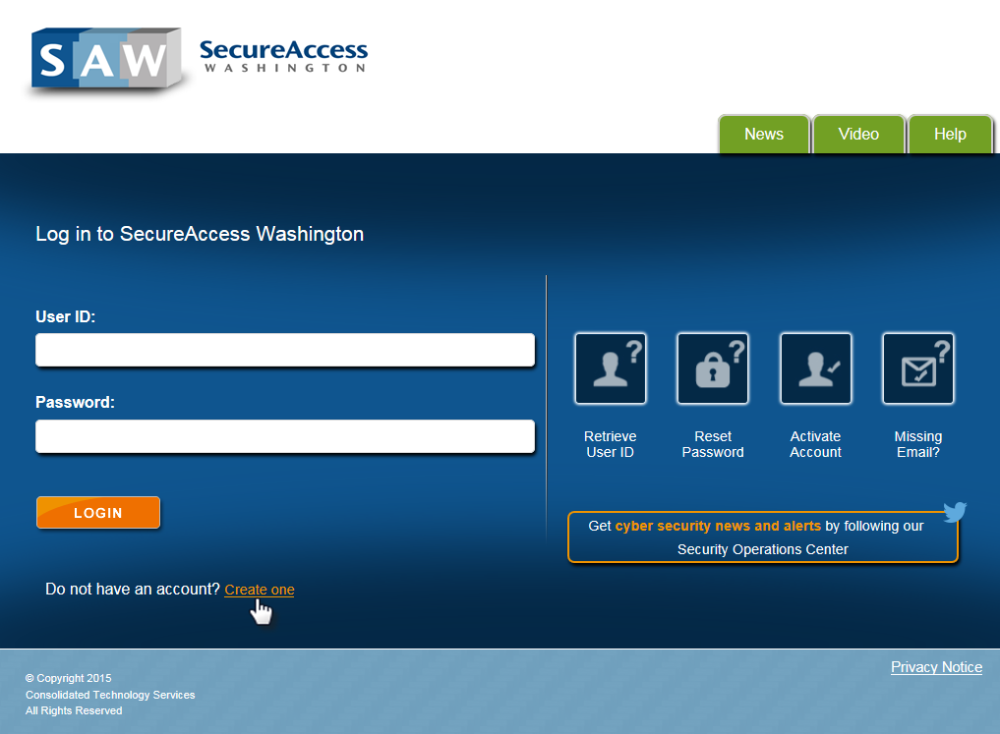 SAW
SecureAccess
WASHINGTON
News
Video
Help
Log in to SecureAccess Washington
User ID:
Password:
LOGIN
Do not have an account? Create one
?
Retrieve
User ID
?
Reset
Password
Activate
Account
?
Missing
Email?
Get cyber security news and alerts by following our
Security Operations Center
Privacy Notice
© Copyright 2015
Consolidated Technology Services
All Rights Reserved